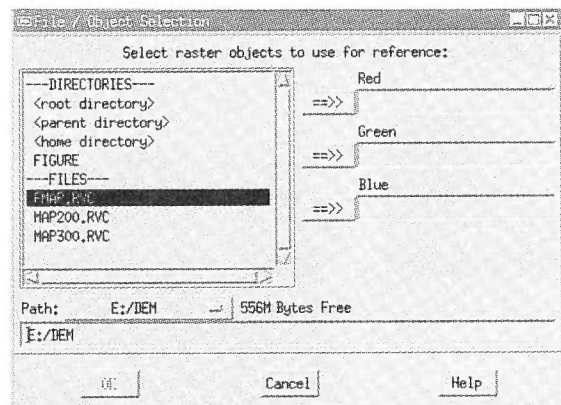 File / Object Selection
Select raster objects to use for reference:
---DIRECTORIES---
<root directory>
<parent directory>
<home directory>
FIGURE
---FILES---
FMAP.RVC
MAP200.RVC
MAP300.RVC
==>> Red
==>> Green
==>> Blue
Path: E:/DEM 556M Bytes Free
E:/DEM
OK Cancel Help